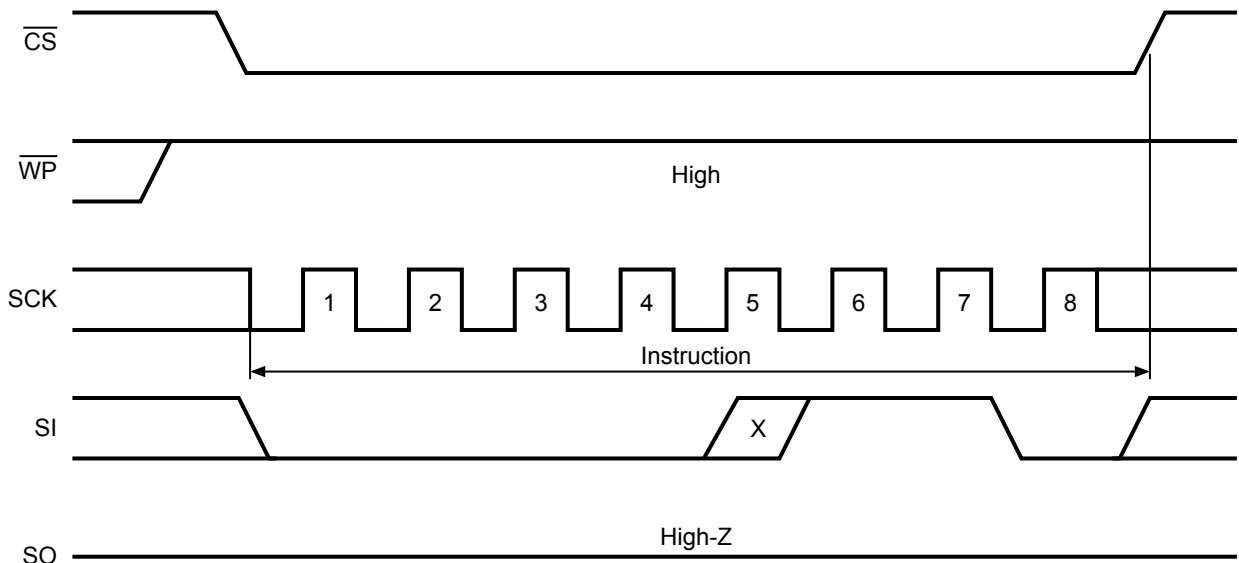 CS
WP
High
SCK
1 2 3 4 5 6 7 8
Instruction
SI
X
High-Z
SO